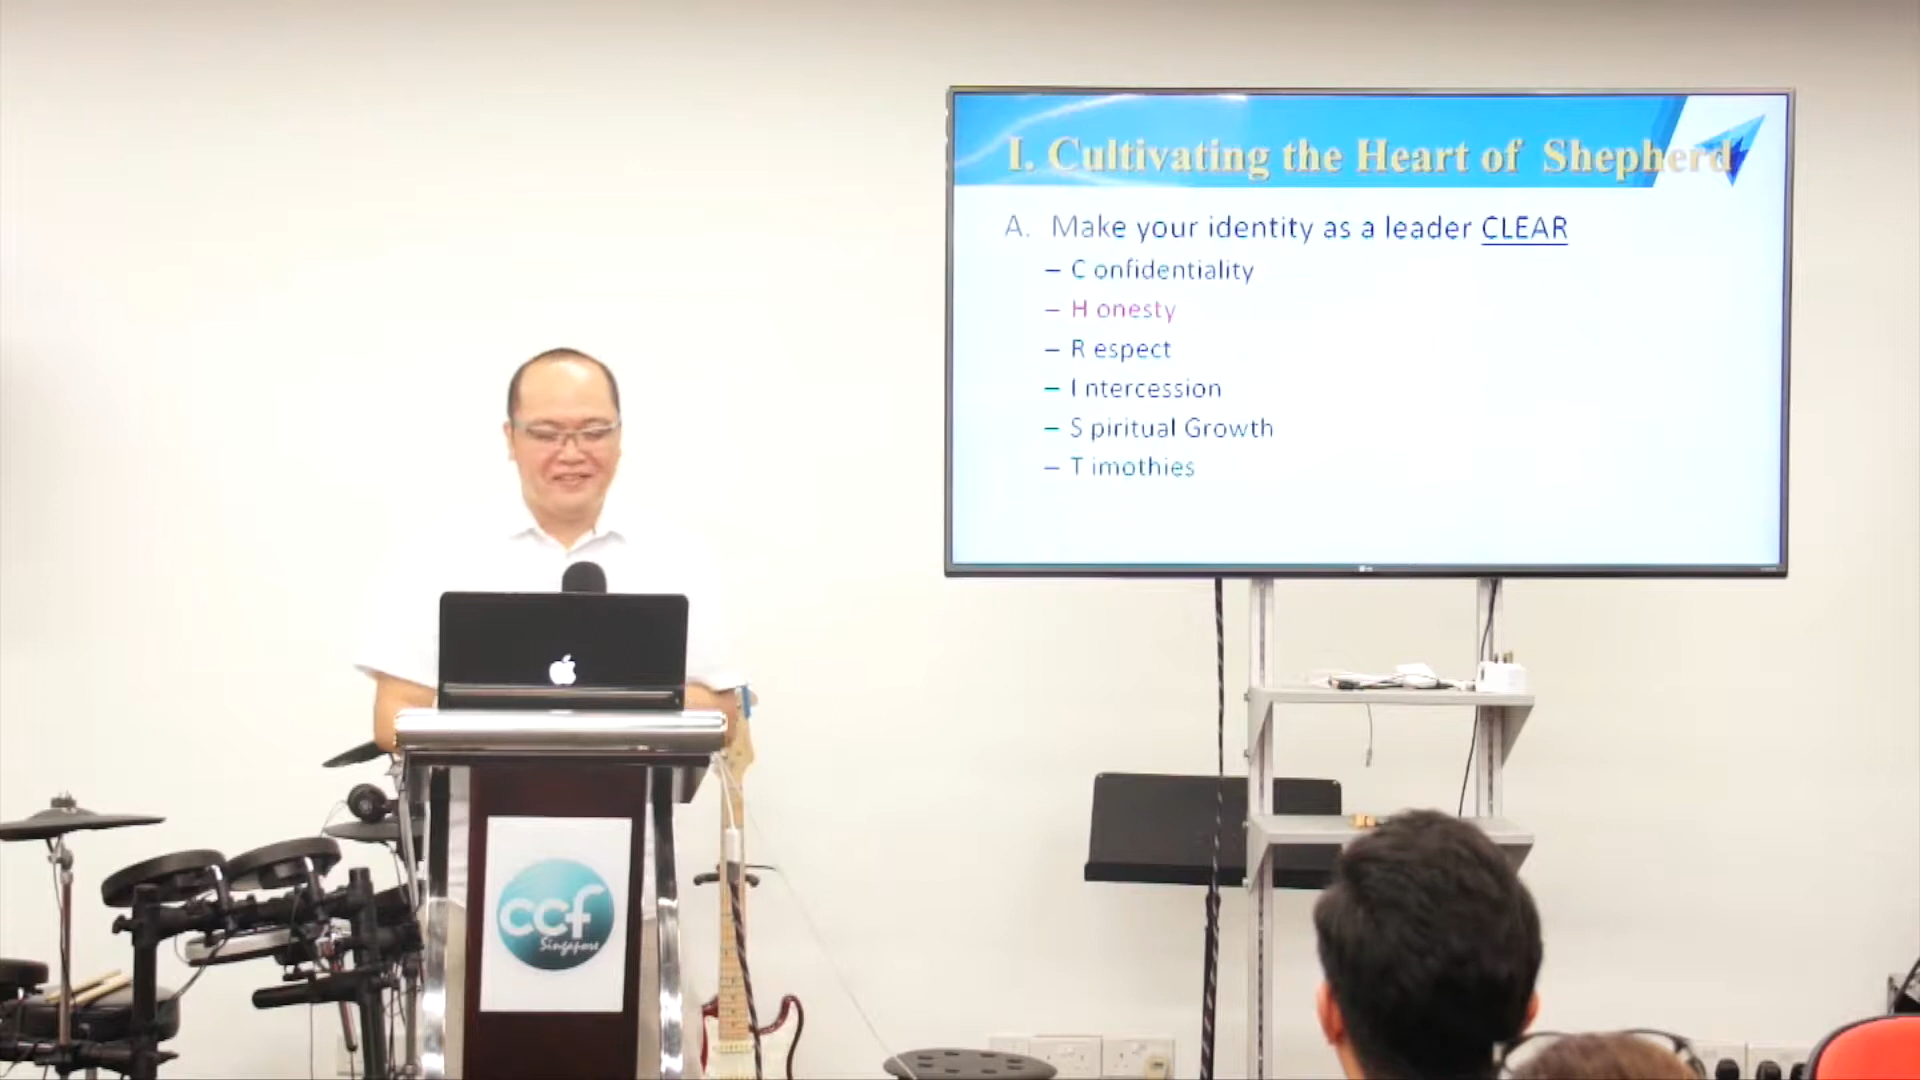 I. Cultivating the Heart of Shepherd
A. Make your identity as a leader CLEAR
– C onfidentiality
– H onesty
– R espect
– I ntercession
– S piritual Growth
– T imothies
ccf
Singapore